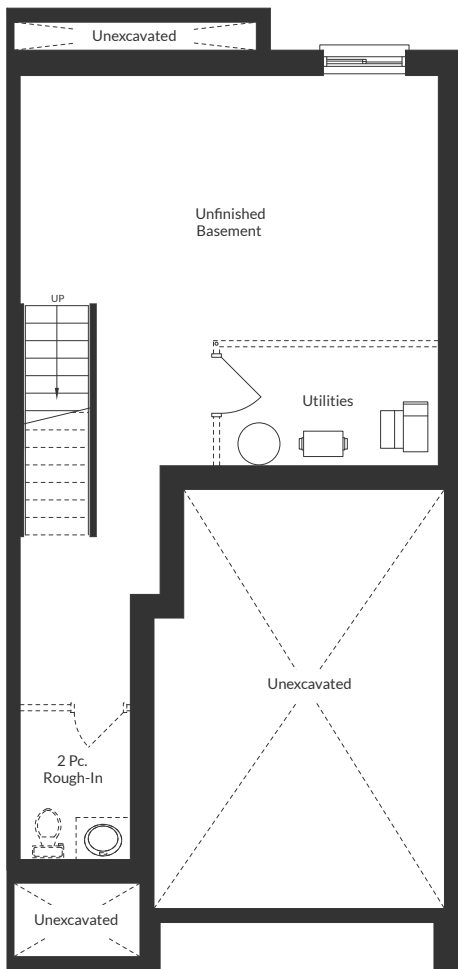 Unexcavated
Unfinished
Basement
UP
Utilities
Unexcavated
2 Pc.
Rough-In
Unexcavated